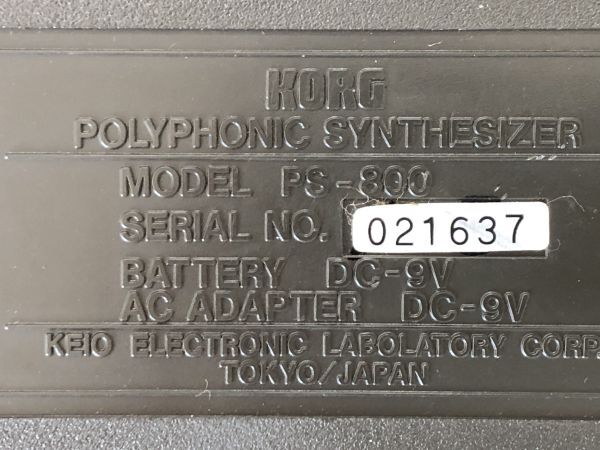 KORG
POLYPHONIC SYNTHESIZER
MODEL PS-800
SERIAL NO. 021637
BATTERY DC-9V
AC ADAPTER DC-9V
KEIO ELECTRONIC LABOLATORY CORP.
TOKYO/JAPAN